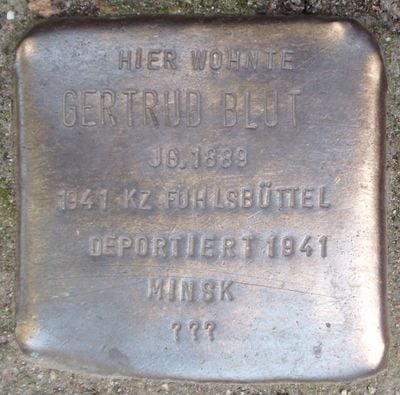 HIER WOHNTE
GERTRUD BLUT
JG.1889
1941 KZ FUHLSBÜTTEL
DEPORTIERT 1941
MINSK
???